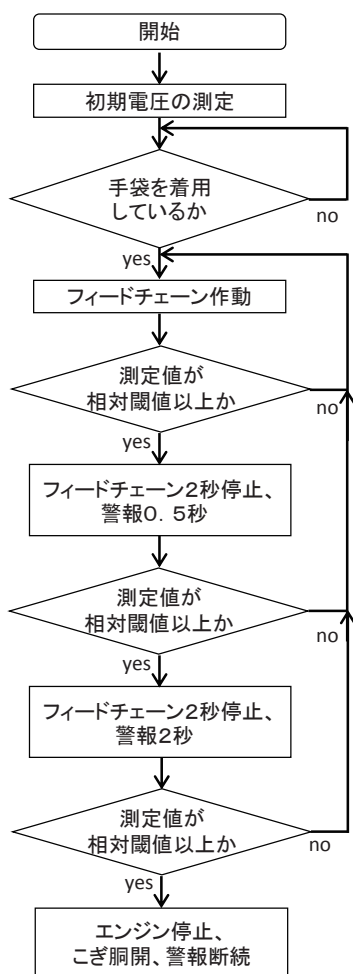 開始
初期電圧の測定
手袋を着用
しているか
no
yes
フィードチェーン作動
測定値が
相対閾値以上か
no
yes
フィードチェーン2秒停止、
警報0．5秒
測定値が
相対閾値以上か
no
yes
フィードチェーン2秒停止、
警報2秒
測定値が
相対閾値以上か
no
yes
エンジン停止、
こぎ胴開、警報断続